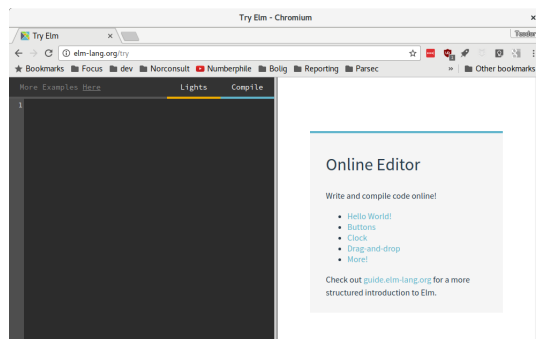 Try Elm - Chromium
Try Elm
Teodor
elm-lang.org/try
Bookmarks Focus dev Norconsult Numberphile Bolig Reporting Parsec » Other bookmarks
More Examples Here Lights Compile
1
Online Editor
Write and compile code online!
Hello World!
Buttons
Clock
Drag-and-drop
More!
Check out guide.elm-lang.org for a more
structured introduction to Elm.